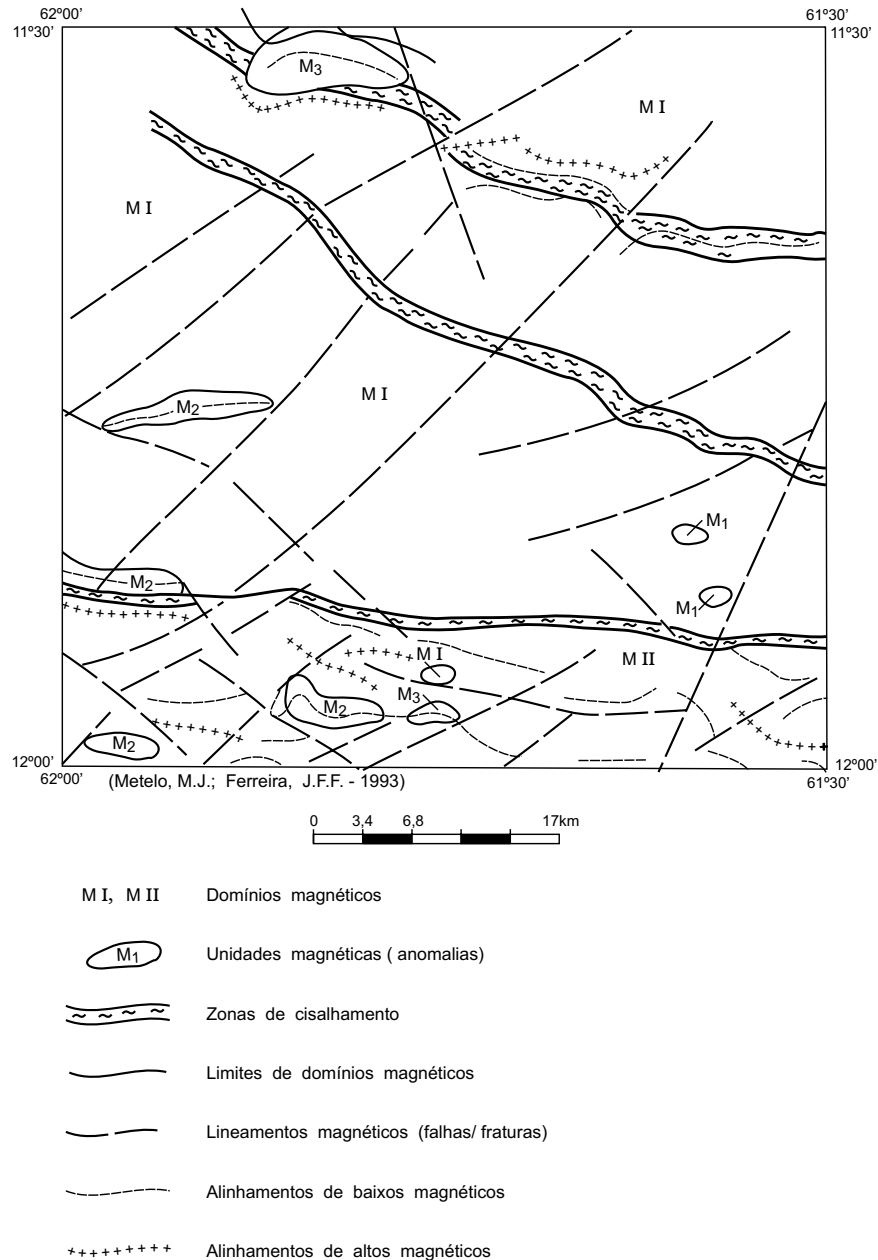 62º00' 61º30'
11º30' 11º30'
M3
M I
M I
M I
M2
M1
M2
M1
M I
M II
M3
M2
M2
12º00' 12º00'
62º00' 61º30'
(Metelo, M.J.; Ferreira, J.F.F. - 1993)
0 3,4 6,8 17km
M I, M II Domínios magnéticos
M1 Unidades magnéticas ( anomalias)
Zonas de cisalhamento
Limites de domínios magnéticos
Lineamentos magnéticos (falhas/ fraturas)
Alinhamentos de baixos magnéticos
Alinhamentos de altos magnéticos